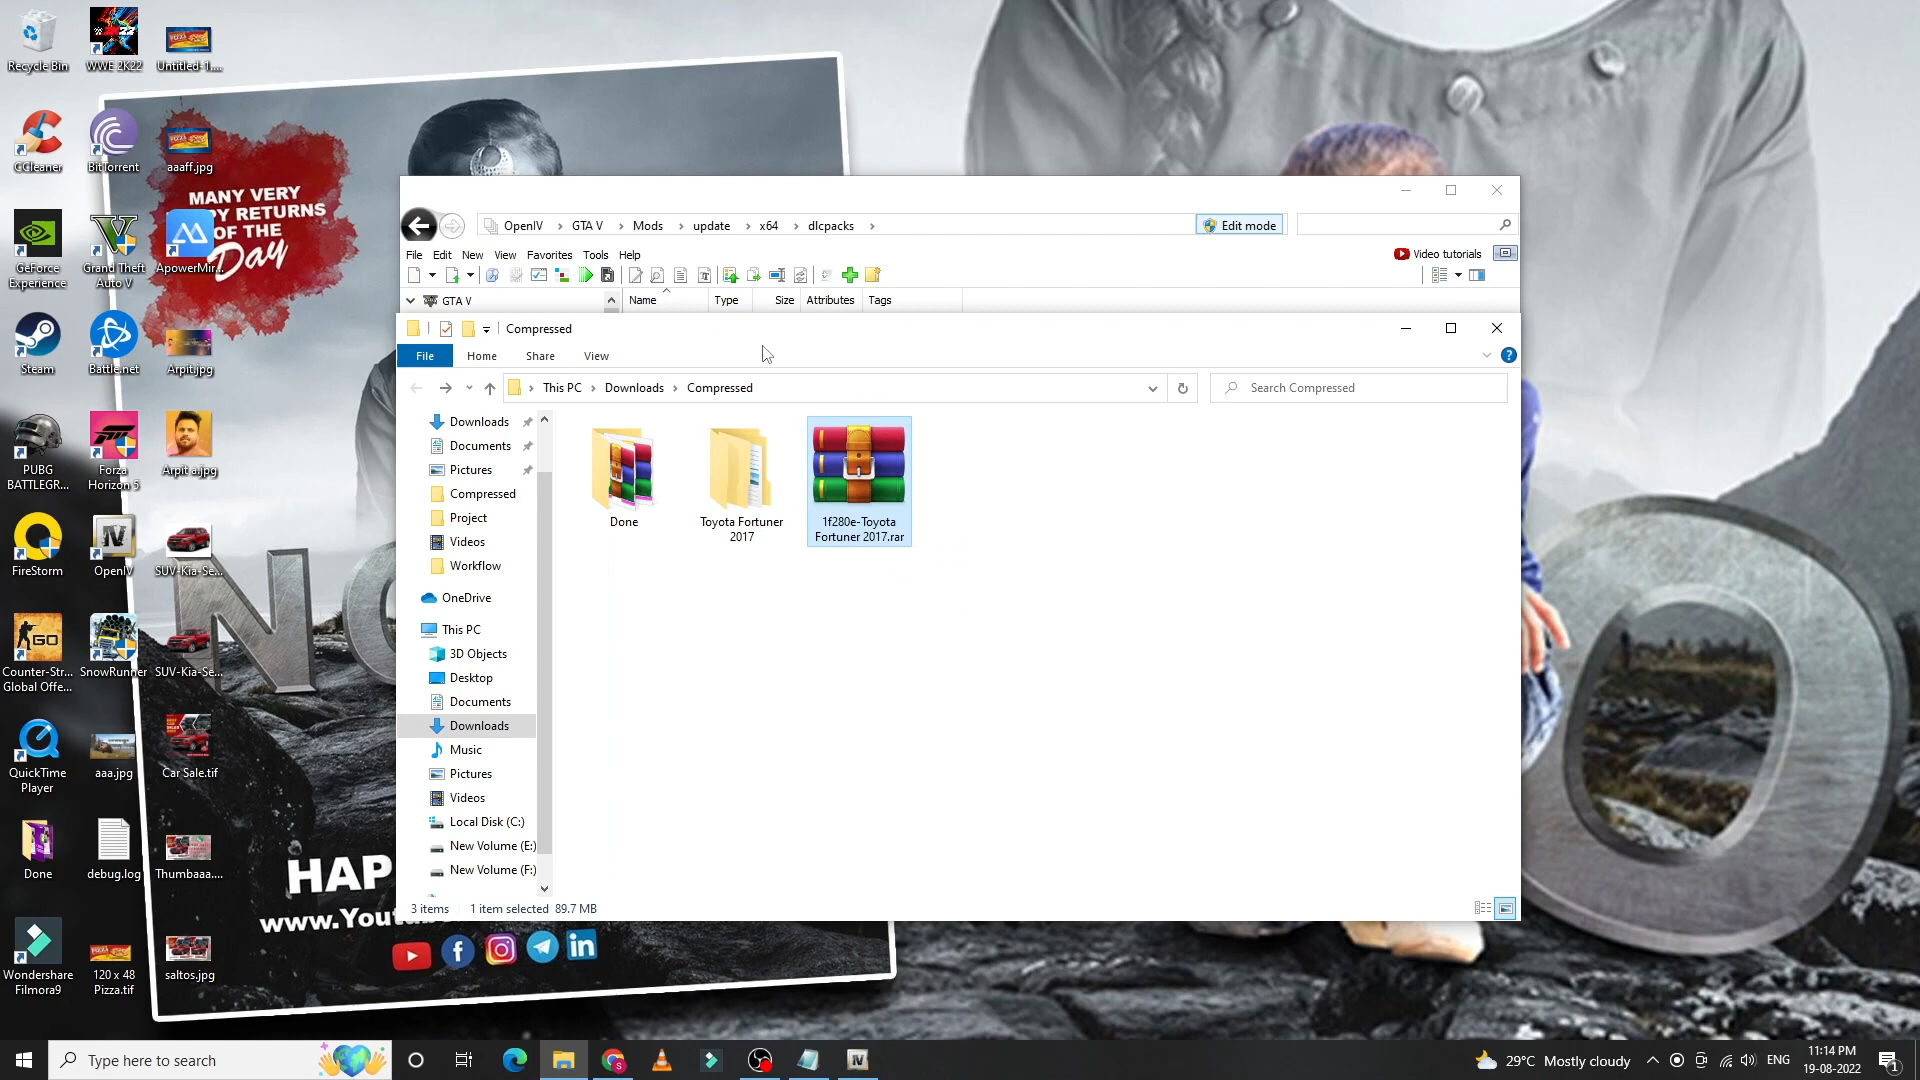 Recycle Bin
WWE 2K22
Untitled-1....
CCleaner
BitTorrent
aaaff.jpg
GeForce
Experience
Grand Theft
Auto V
ApowerMir...
Steam
Battle.net
Arpit.jpg
PUBG
BATTLEGR...
Forza
Horizon 5
Arpit a.jpg
FireStorm
OpenIV
SUV-Kia-Se...
Counter-Str...
Global Offe...
SnowRunner
SUV-Kia-Se...
QuickTime
Player
aaa.jpg
Car Sale.tif
Done
debug.log
Thumbaaa....
Wondershare
Filmora9
120 x 48
Pizza.tif
saltos.jpg
MANY VERY
RETURNS
OF THE
Day
HAP
OpenIV
GTA V
Mods
update
x64
dlcpacks
Edit mode
File
Edit
New
View
Favorites
Tools
Help
Video tutorials
GTA V
Name
Type
Size
Attributes
Tags
Compressed
File
Home
Share
View
This PC
Downloads
Compressed
Search Compressed
Downloads
Documents
Pictures
Compressed
Project
Videos
Workflow
OneDrive
This PC
3D Objects
Desktop
Documents
Downloads
Music
Pictures
Videos
Local Disk (C:)
New Volume (E:)
New Volume (F:)
Done
Toyota Fortuner
2017
1f280e-Toyota
Fortuner 2017.rar
3 items
1 item selected 89.7 MB
Type here to search
29°C Mostly cloudy
ENG
11:14 PM
19-08-2022
1